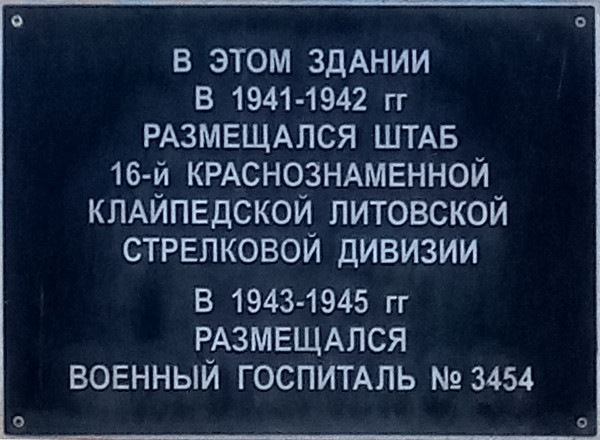 В ЭТОМ ЗДАНИИ
В 1941-1942 гг
РАЗМЕЩАЛСЯ ШТАБ
16-й КРАСНОЗНАМЕННОЙ
КЛАЙПЕДСКОЙ ЛИТОВСКОЙ
СТРЕЛКОВОЙ ДИВИЗИИ
В 1943-1945 гг
РАЗМЕЩАЛСЯ
ВОЕННЫЙ ГОСПИТАЛЬ № 3454